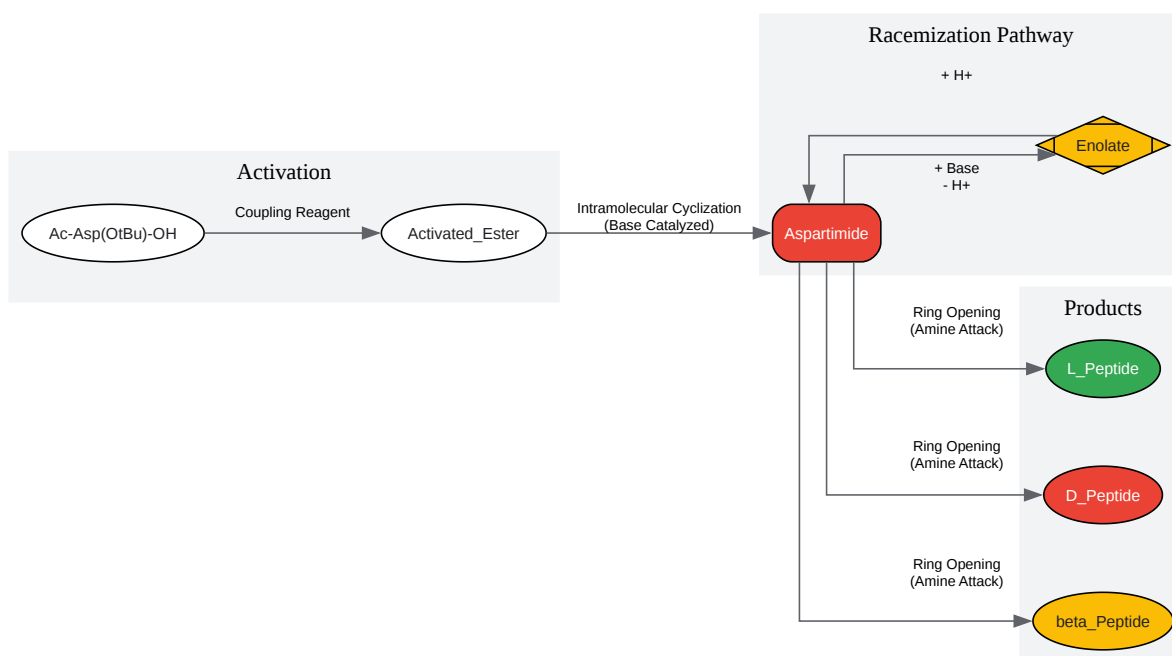 Racemization Pathway
+ H+
Enolate
+ Base
- H+
Activation
Coupling Reagent
Ac-Asp(OtBu)-OH
Activated_Ester
Intramolecular Cyclization
(Base Catalyzed)
Aspartimide
Products
Ring Opening
(Amine Attack)
L_Peptide
Ring Opening
(Amine Attack)
D_Peptide
Ring Opening
(Amine Attack)
beta_Peptide